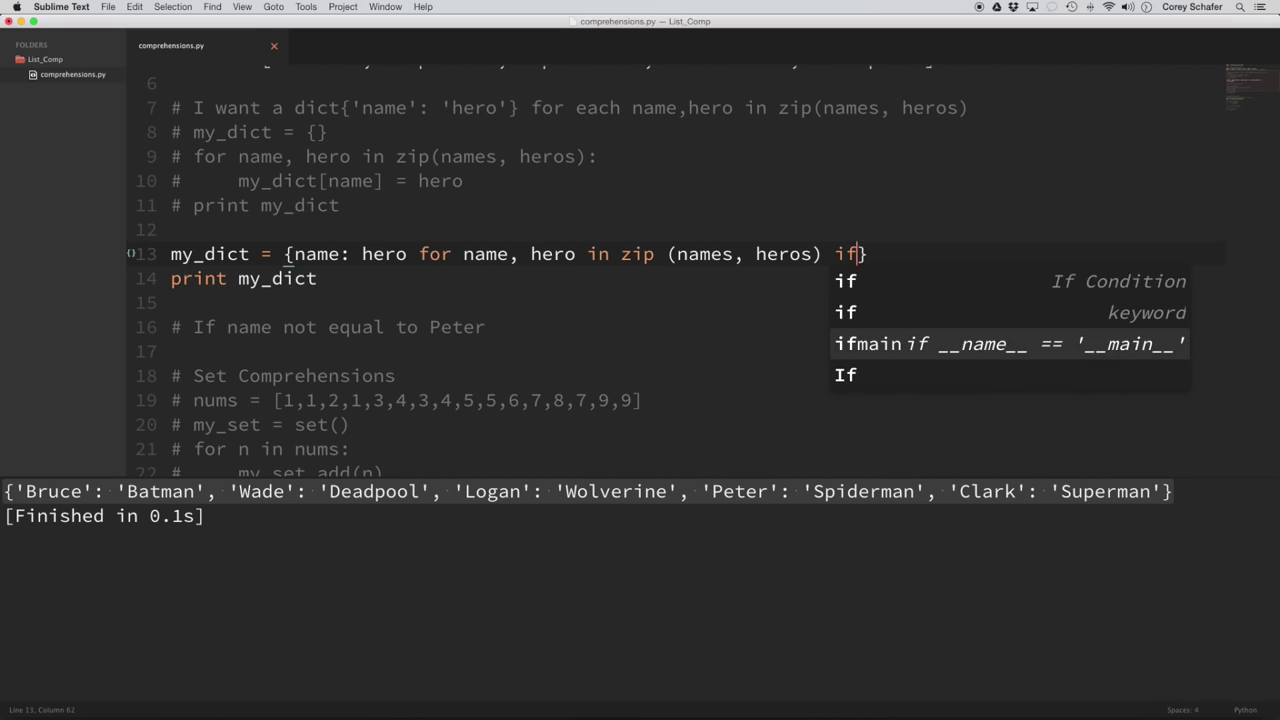 Sublime Text File Edit Selection Find View Goto Tools Project Window Help Corey Schafer
comprehensions.py — List_Comp
FOLDERS
List_Comp
comprehensions.py
comprehensions.py
6
7 # I want a dict{'name': 'hero'} for each name,hero in zip(names, heros)
8 # my_dict = {}
9 # for name, hero in zip(names, heros):
10 #     my_dict[name] = hero
11 # print my_dict
12
{} 13 my_dict = {name: hero for name, hero in zip (names, heros) if}
14 print my_dict
if If Condition
15
if keyword
16 # If name not equal to Peter
ifmain if __name__ == '__main__'
17
18 # Set Comprehensions
If
19 # nums = [1,1,2,1,3,4,3,4,5,5,6,7,8,7,9,9]
20 # my_set = set()
21 # for n in nums:
22 #     my_set.add(n)
{'Bruce': 'Batman', 'Wade': 'Deadpool', 'Logan': 'Wolverine', 'Peter': 'Spiderman', 'Clark': 'Superman'}
[Finished in 0.1s]
Line 13, Column 62 Spaces: 4 Python